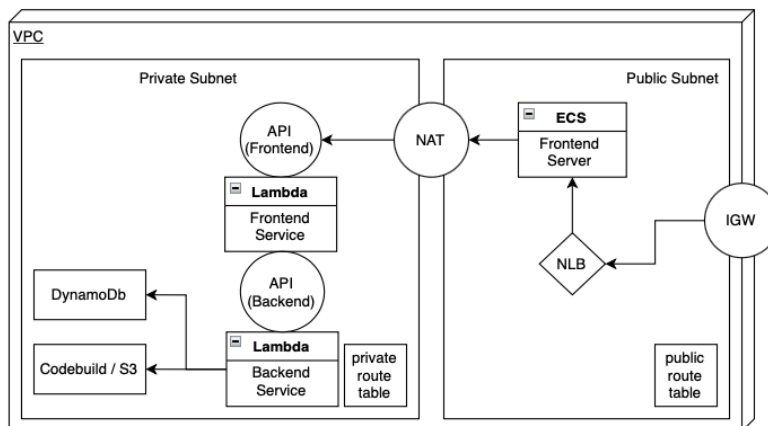 VPC
Private Subnet
Public Subnet
API
(Frontend)
NAT
ECS
Frontend
Server
Lambda
Frontend
Service
IGW
NLB
API
(Backend)
DynamoDb
Lambda
Backend
Service
Codebuild / S3
private
route
table
public
route
table